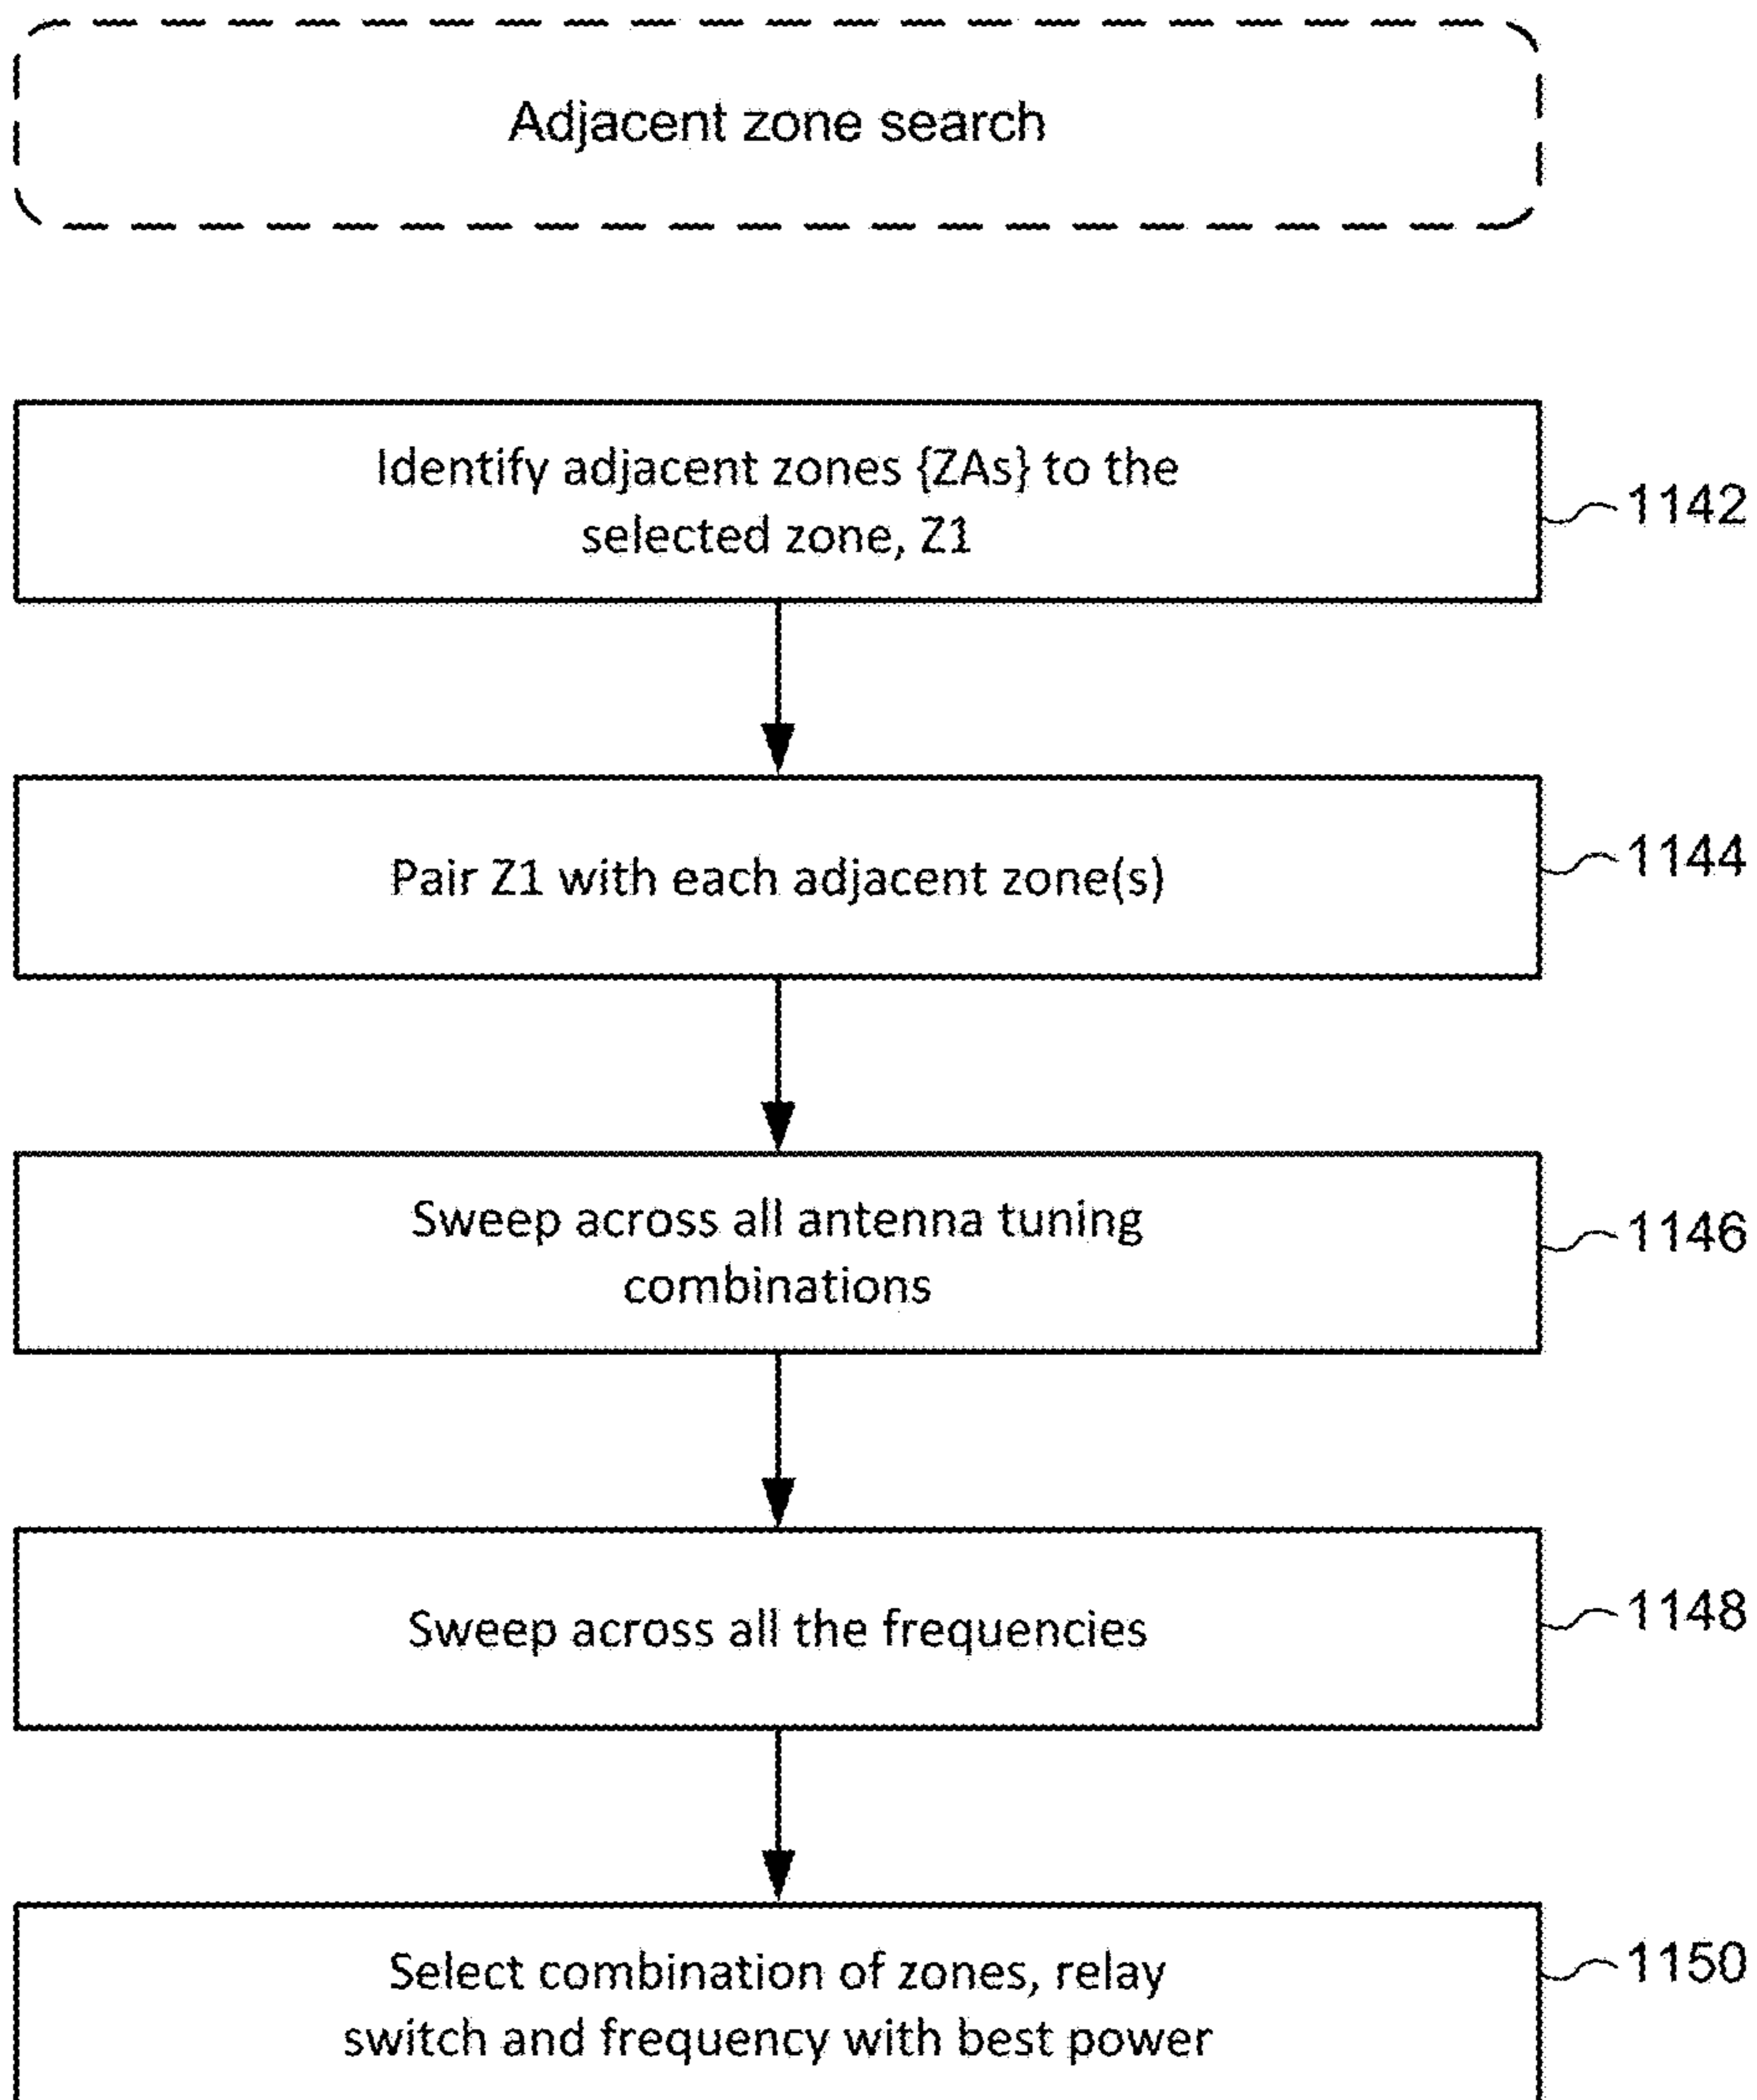 Adjacent zone search
Identify adjacent zones {ZAs} to the
selected zone, Z1
1142
Pair Z1 with each adjacent zone(s)
1144
Sweep across all antenna tuning
combinations
1146
Sweep across all the frequencies
1148
Select combination of zones, relay
switch and frequency with best power
1150